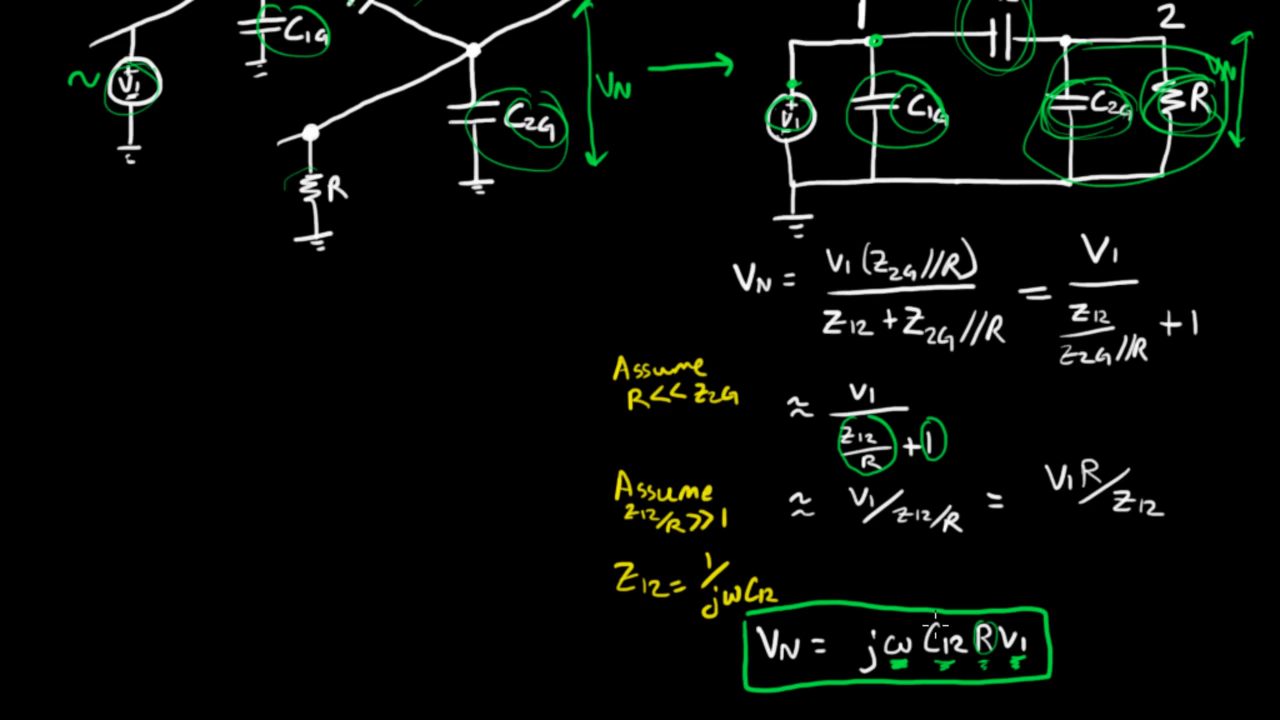 1
2
C1G
~ V1
VN
C2G
R
V1
C1G
C2G
R
VN
VN = V1 (Z2G//R) / Z12 + Z2G//R = V1 / Z12 / Z2G//R + 1
Assume
R << Z2G
≈ V1 / Z12 / R + 1
Assume
Z12/R >> 1
≈ V1/Z12/R = V1R/Z12
Z12 = 1/jωC12
VN = jωC12RV1